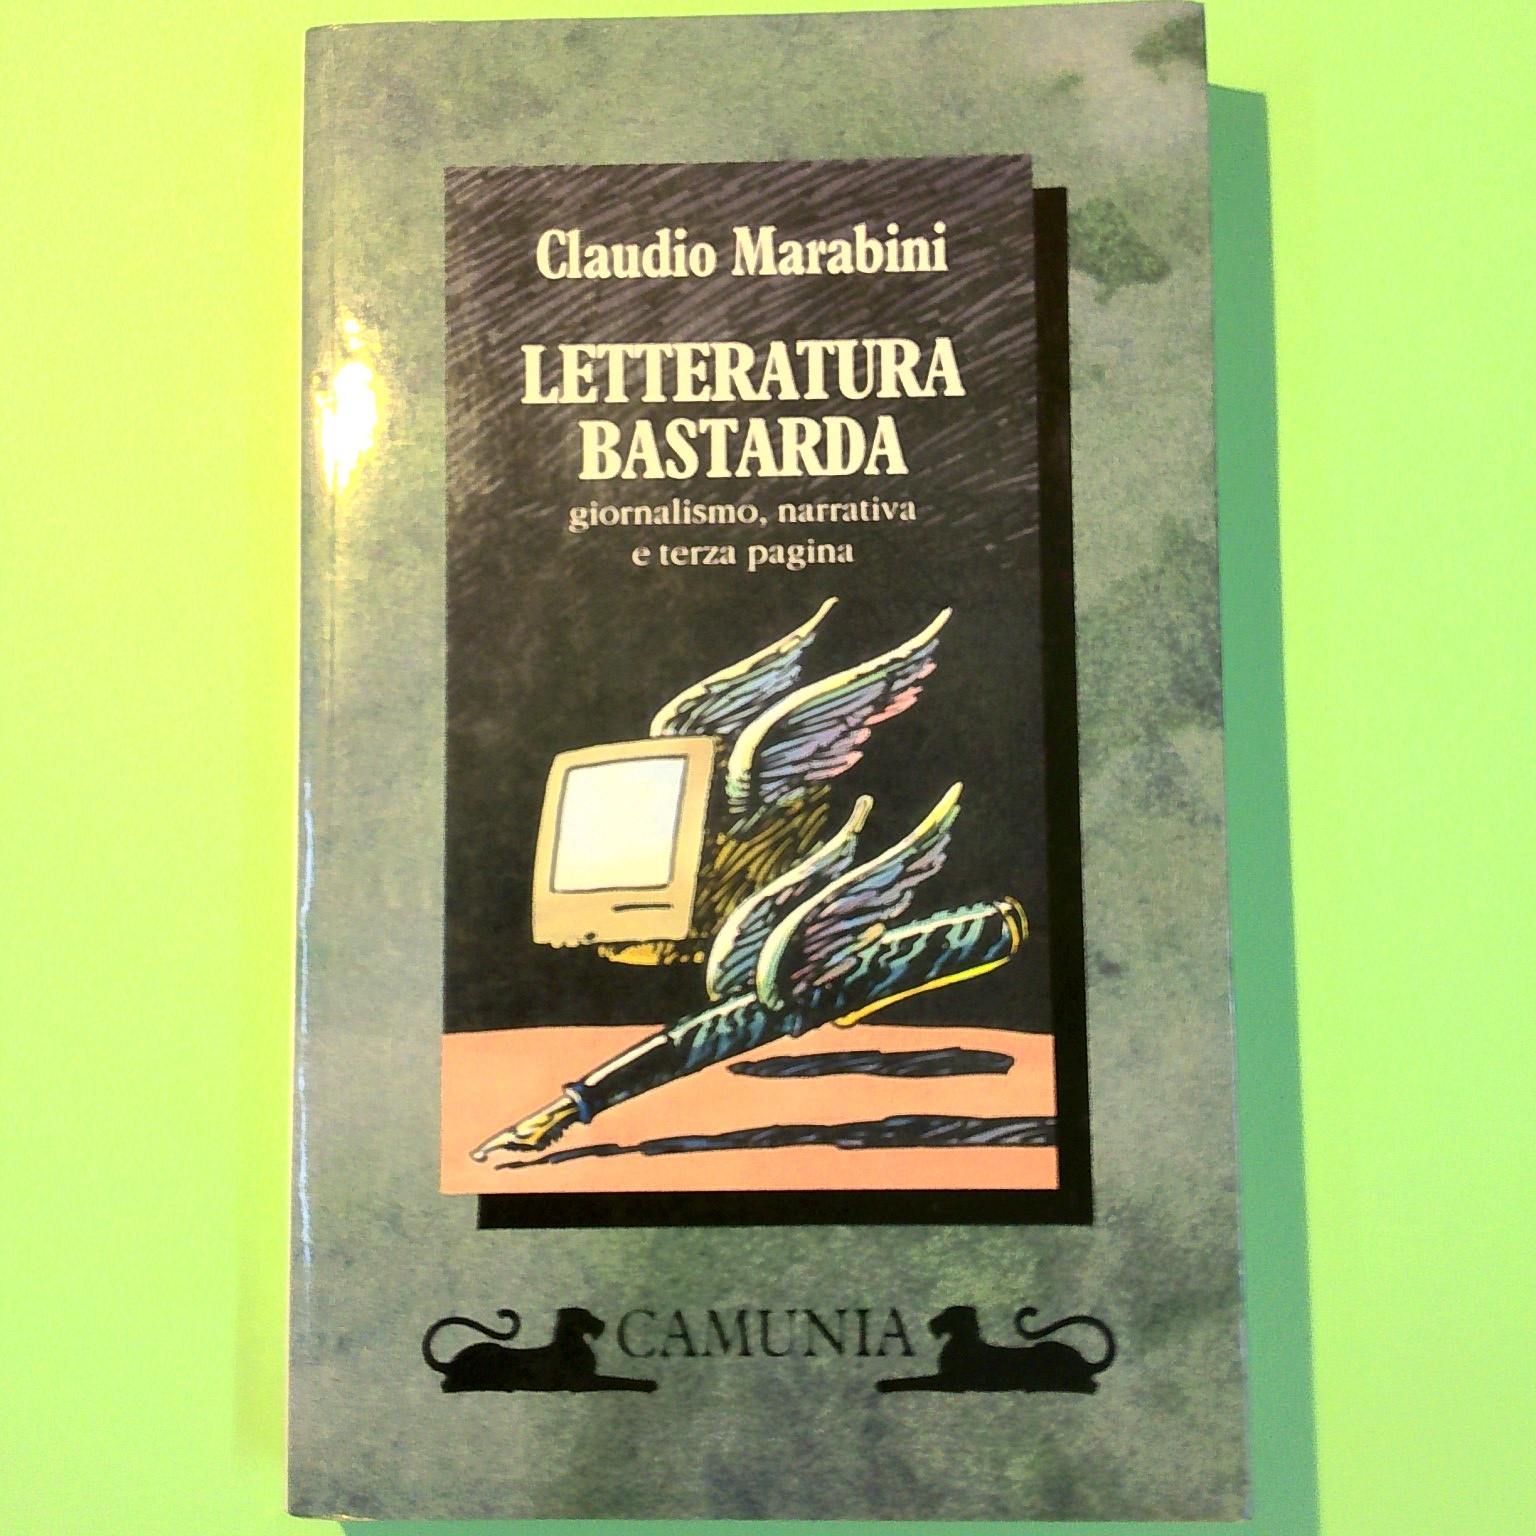 Claudio Marabini
LETTERATURA
BASTARDA
giornalismo, narrativa
e terza pagina
CAMUNIA